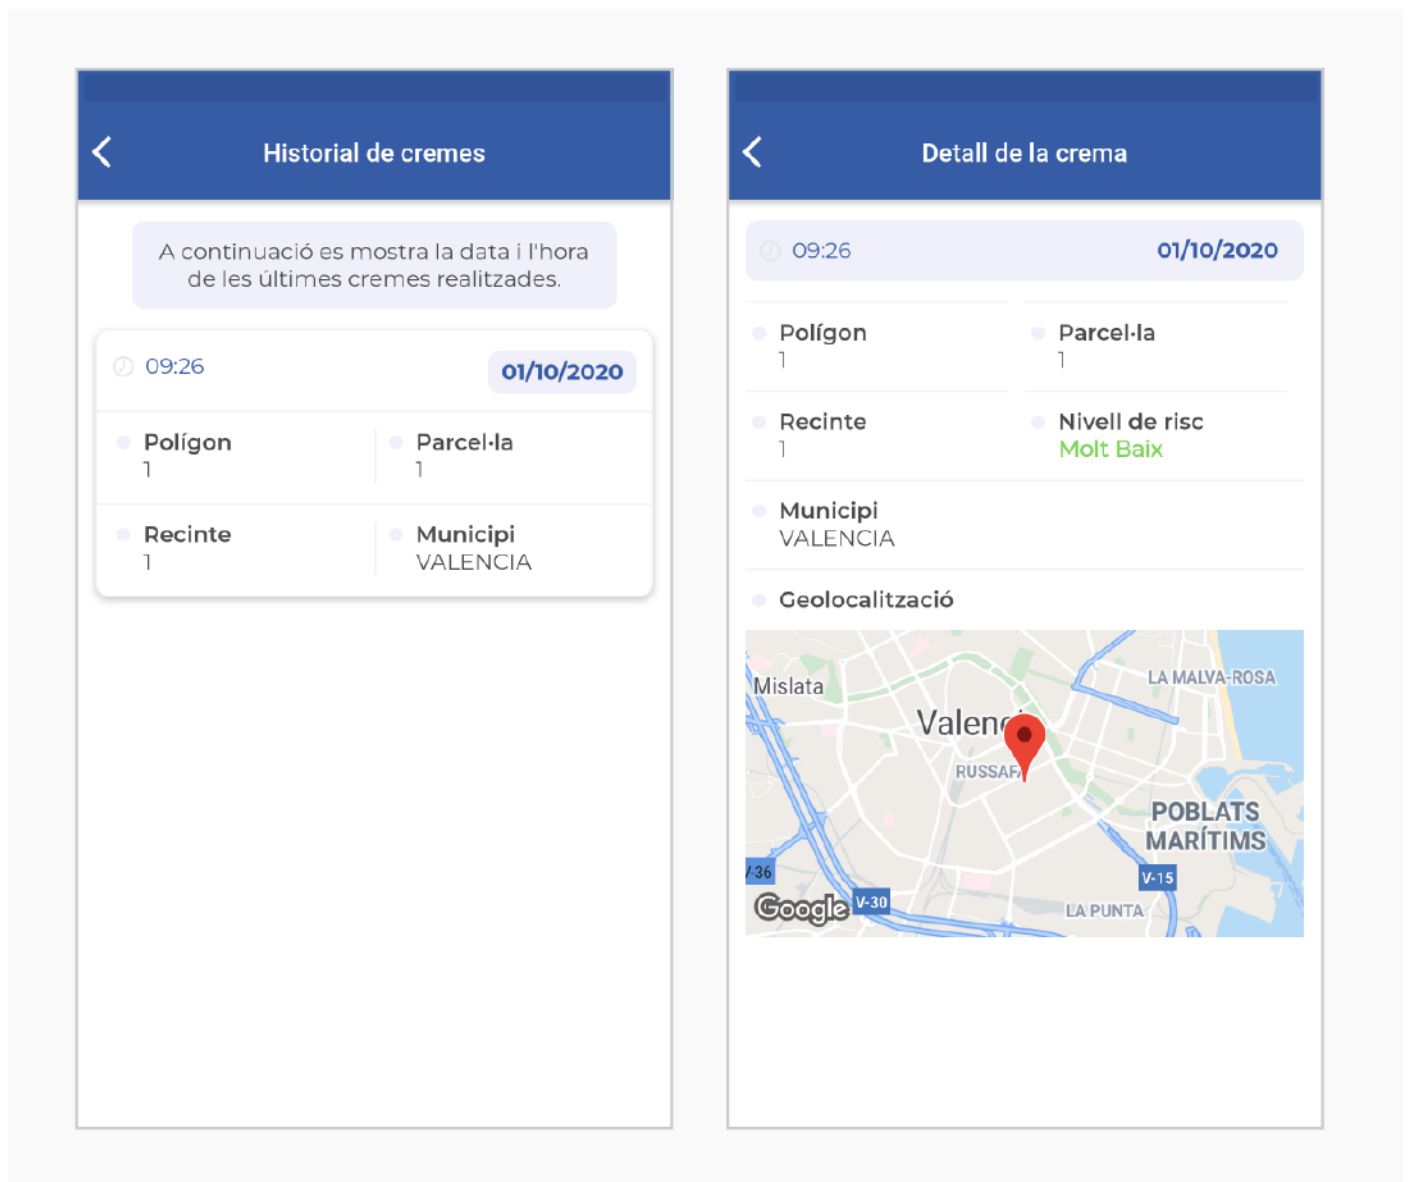 Historial de cremes
A continuació es mostra la data i l'hora
de les últimes cremes realitzades.
09:26
01/10/2020
Polígon
1
Parcel·la
1
Recinte
1
Municipi
VALENCIA
Detall de la crema
09:26
01/10/2020
Polígon
1
Parcel·la
1
Recinte
1
Nivell de risc
Molt Baix
Municipi
VALENCIA
Geolocalització
Mislata
LA MALVA-ROSA
POBLATS
MARÍTIMS
V-15
V-30
LA PUNTA
Google